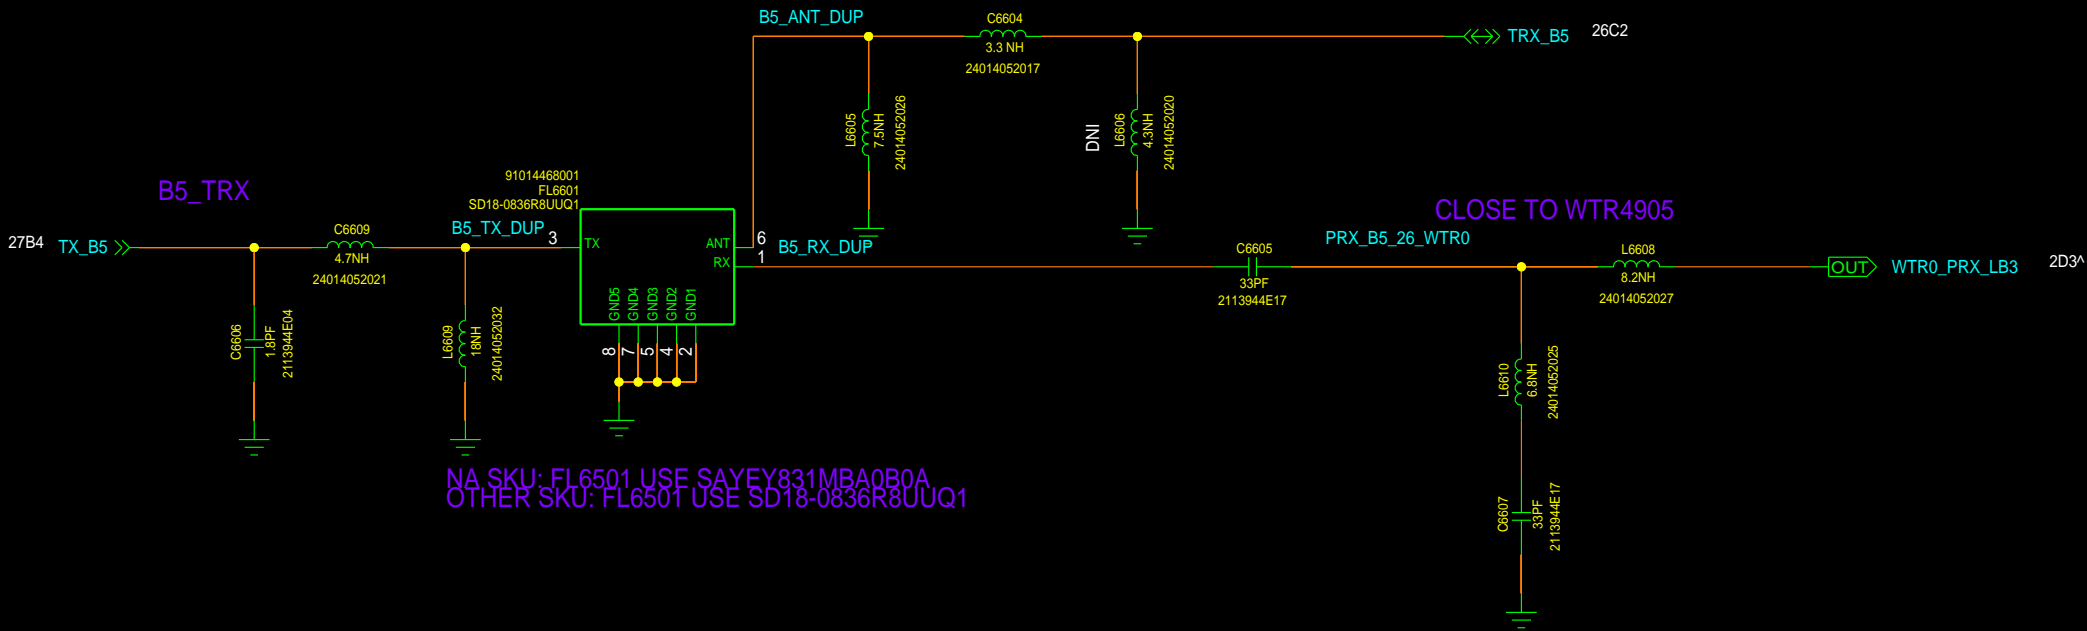 B5_ANT_DUP
C6604
3.3 NH
24014052017
TRX_B5
26C2
L6605
7.5NH
24014052026
DNI
L6606
4.3NH
24014052020
B5_TRX
91014468001
FL6601
SD18-0836R8UUQ1
CLOSE TO WTR4905
27B4
TX_B5
C6609
4.7NH
24014052021
B5_TX_DUP
3
TX
ANT
RX
6
1
B5_RX_DUP
GND5
GND4
GND3
GND2
GND1
8
7
5
4
2
C6605
33PF
2113944E17
PRX_B5_26_WTR0
L6608
8.2NH
24014052027
OUT
WTR0_PRX_LB3
2D3^
C6606
1.8PF
2113944E04
L6609
18NH
24014052032
L6610
6.8NH
24014052025
NA SKU: FL6501 USE SAYEY831MBA0B0A
OTHER SKU: FL6501 USE SD18-0836R8UUQ1
C6607
33PF
2113944E17